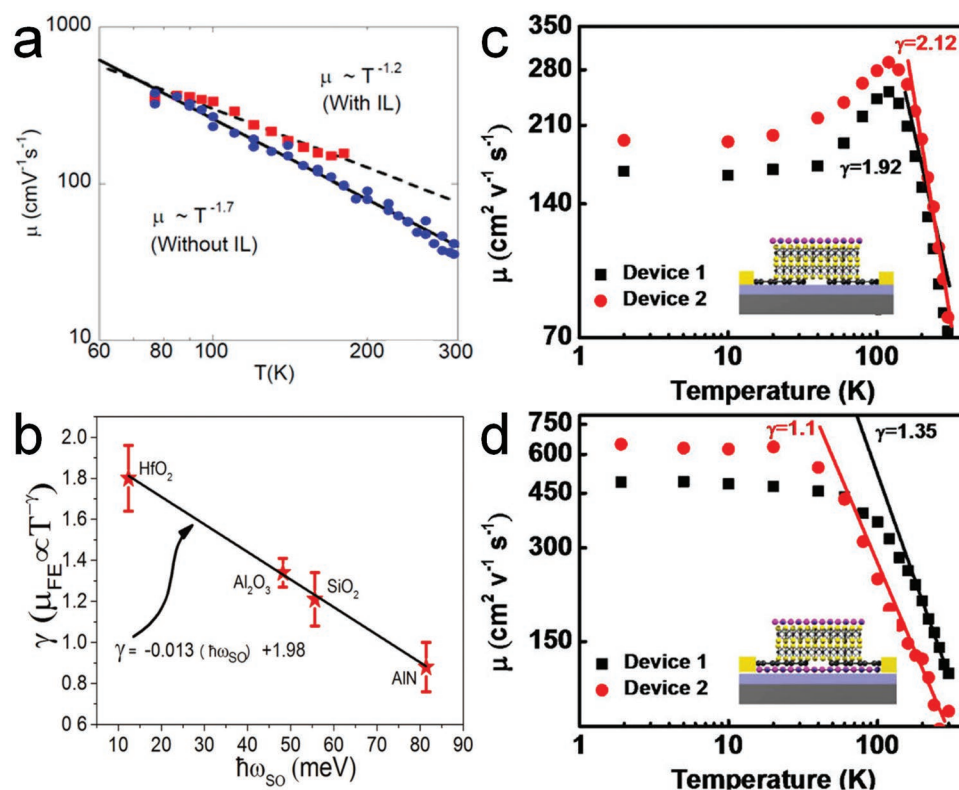 a
1000
μ (cmV⁻¹s⁻¹)
100
10
μ ~ T⁻¹·²
(With IL)
μ ~ T⁻¹·⁷
(Without IL)
60
100
200
300
T(K)
c
350
280
210
140
70
μ (cm² v⁻¹ s⁻¹)
γ=2.12
γ=1.92
Device 1
Device 2
1
10
100
Temperature (K)
b
2.0
1.8
1.6
1.4
1.2
1.0
0.8
0 6
γ (μ_FE ∝T⁻ᵞ)
HfO₂
Al₂O₃
SiO₂
AlN
γ = -0.013 (ħω_SO) +1.98
10 20 30 40 50 60 70 80 90
ħω_SO (meV)
d
750
600
450
300
150
μ (cm² v⁻¹ s⁻¹)
γ=1.1
γ=1.35
Device 1
Device 2
1
10
100
Temperature (K)